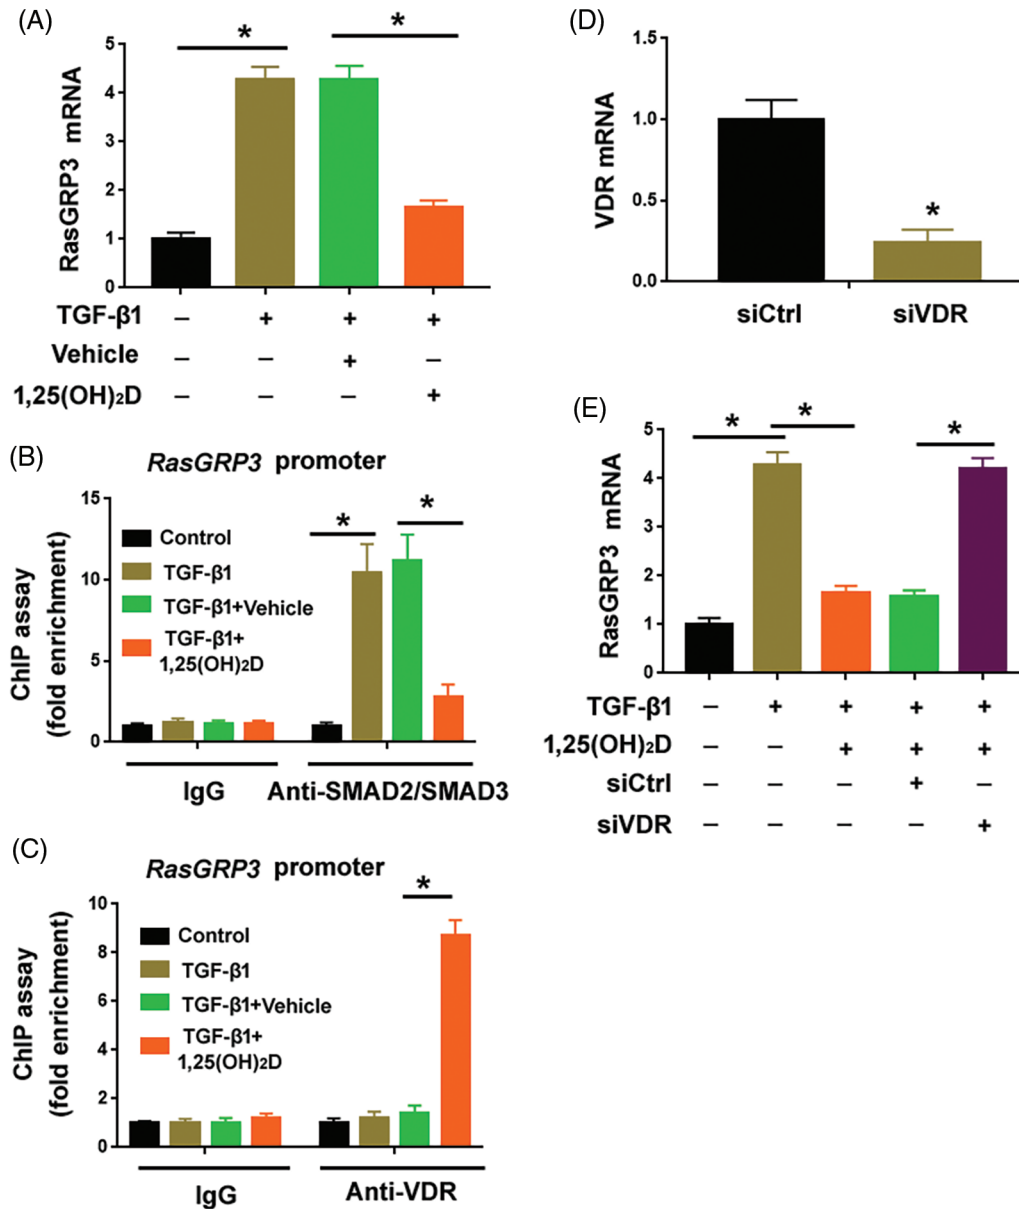 (A)
RasGRP3 mRNA
5
4
3
2
1
0
*
*
TGF-β1 – + + +
Vehicle – – + –
1,25(OH)₂D – – – +
(B)
RasGRP3 promoter
ChIP assay
(fold enrichment)
15
10
5
0
Control
TGF-β1
TGF-β1+Vehicle
TGF-β1+
1,25(OH)₂D
*
*
IgG Anti-SMAD2/SMAD3
(C)
RasGRP3 promoter
ChIP assay
(fold enrichment)
10
8
6
4
2
0
Control
TGF-β1
TGF-β1+Vehicle
TGF-β1+
1,25(OH)₂D
*
IgG Anti-VDR
(D)
VDR mRNA
1.5
1.0
0.5
0.0
*
siCtrl siVDR
(E)
RasGRP3 mRNA
5
4
3
2
1
0
*
*
*
TGF-β1 – + + + +
1,25(OH)₂D – – + + +
siCtrl – – – + –
siVDR – – – – +